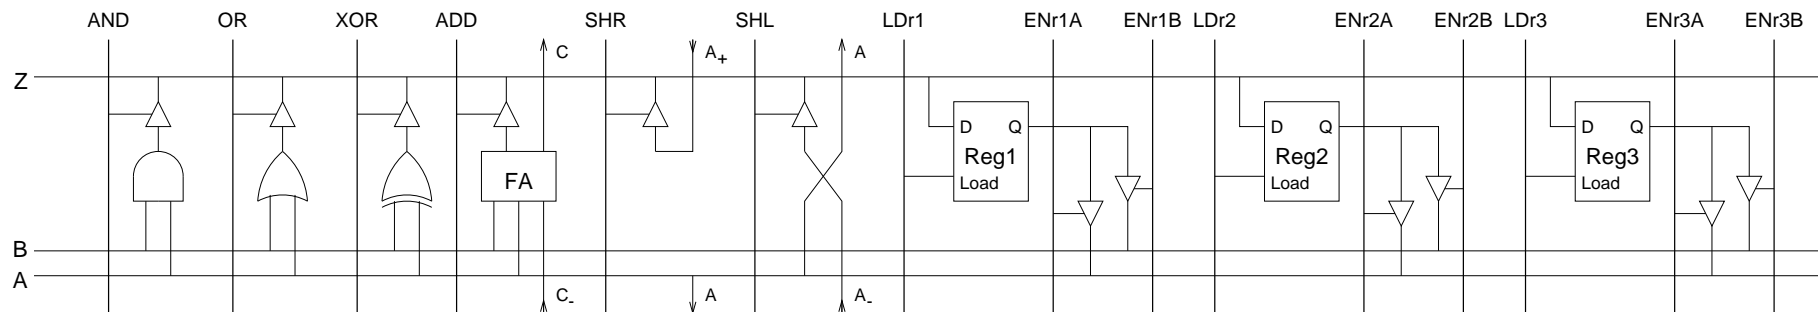 AND OR XOR ADD SHR SHL LDr1 ENr1A ENr1B LDr2 ENr2A ENr2B LDr3 ENr3A ENr3B
C A+ A
Z
D Q D Q D Q
Reg1 Reg2 Reg3
FA Load Load Load
B
A
C- A A-